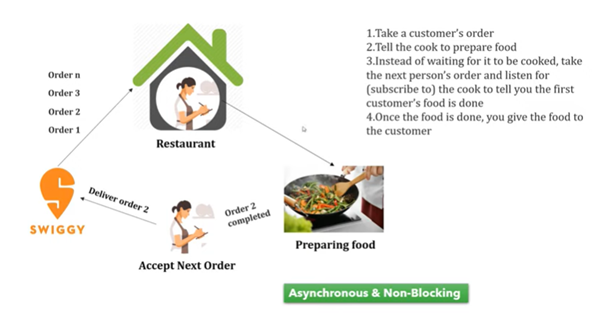 1.Take a customer's order
2.Tell the cook to prepare food
3.Instead of waiting for it to be cooked, take
the next person's order and listen for
(subscribe to) the cook to tell you the first
customer's food is done
4.Once the food is done, you give the food to
the customer
Order n
Order 3
Order 2
Order 1
Restaurant
SWIGGY
Deliver order 2
Order 2
completed
Accept Next Order
Preparing food
Asynchronous & Non-Blocking